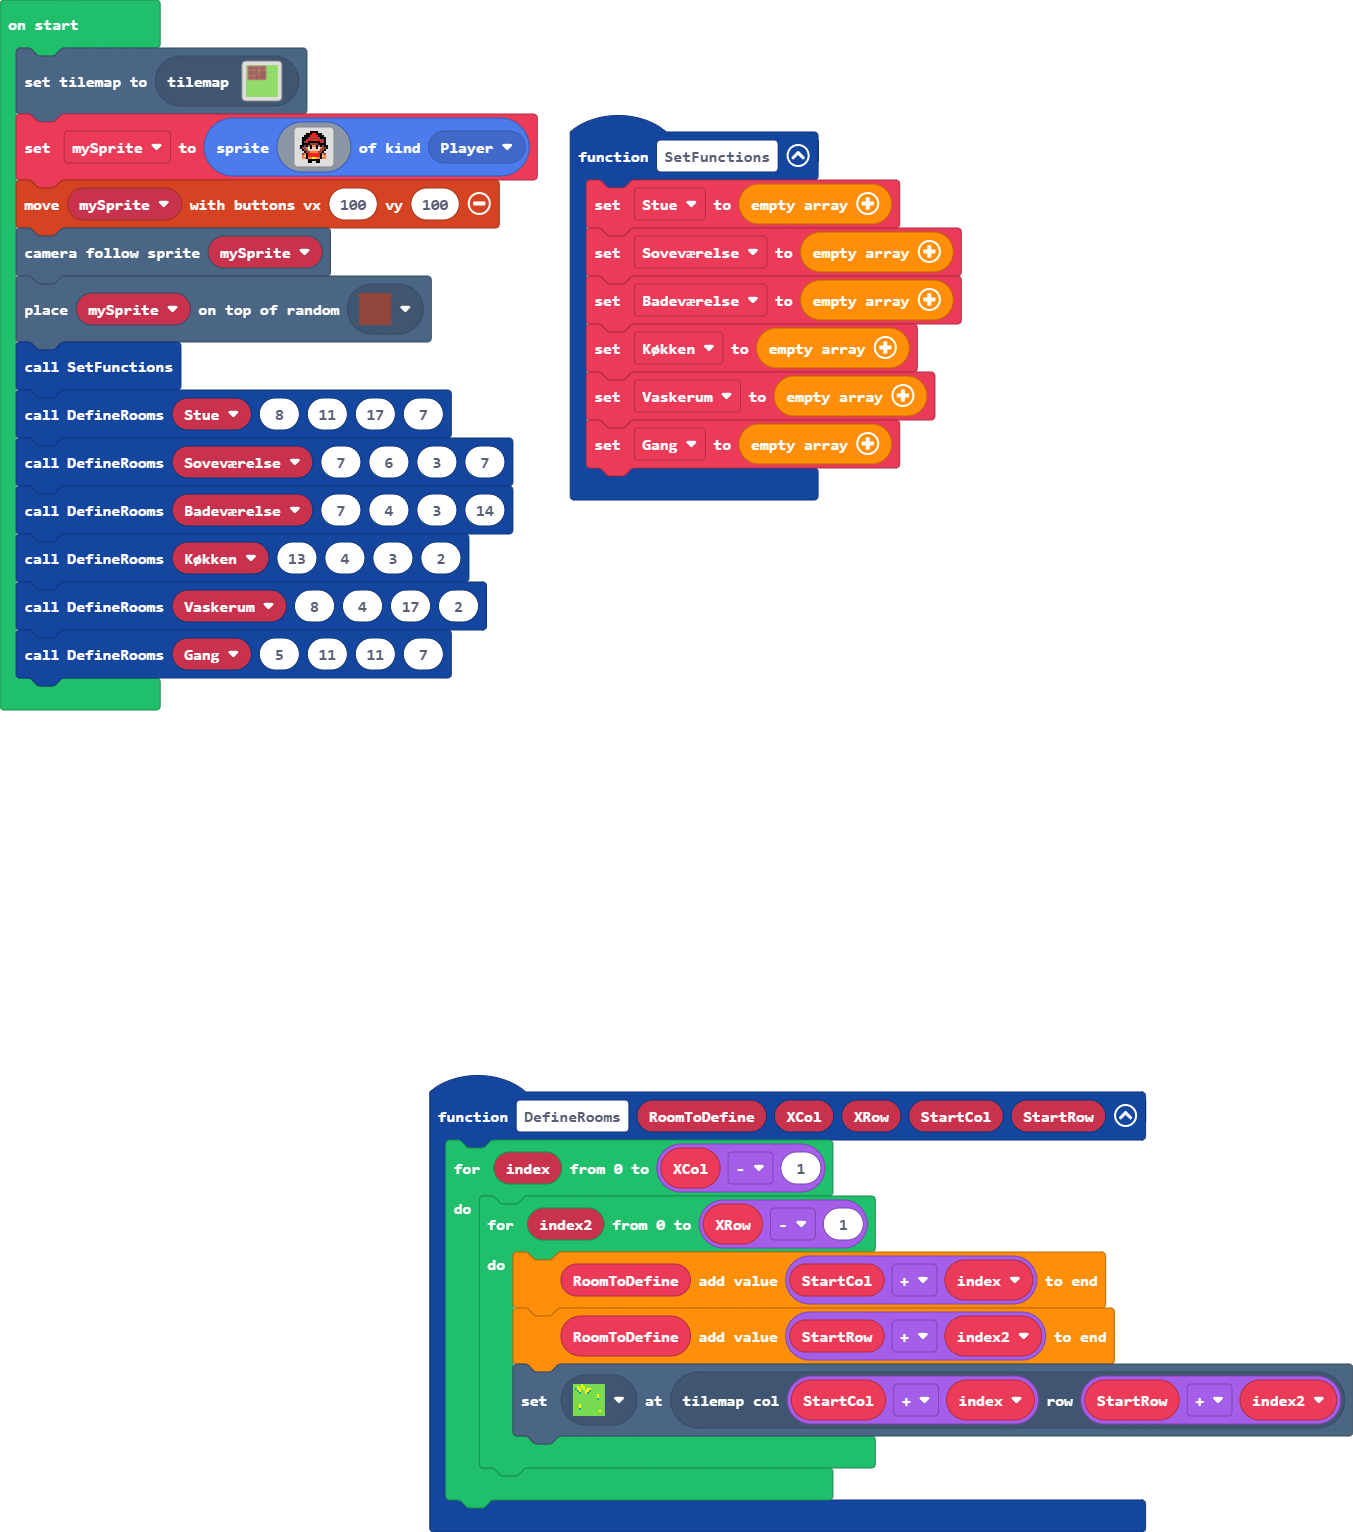 on start
set tilemap to tilemap
set mySprite to sprite of kind Player
move mySprite with buttons vx 100 vy 100
camera follow sprite mySprite
place mySprite on top of random
call SetFunctions
call DefineRooms Stue 8 11 17 7
call DefineRooms Soveværelse 7 6 3 7
call DefineRooms Badeværelse 7 4 3 14
call DefineRooms Køkken 13 4 3 2
call DefineRooms Vaskerum 8 4 17 2
call DefineRooms Gang 5 11 11 7
function SetFunctions
set Stue to empty array
set Soveværelse to empty array
set Badeværelse to empty array
set Køkken to empty array
set Vaskerum to empty array
set Gang to empty array
function DefineRooms RoomToDefine XCol XRow StartCol StartRow
for index from 0 to XCol - 1
do
for index2 from 0 to XRow - 1
do
RoomToDefine add value StartCol + index to end
RoomToDefine add value StartRow + index2 to end
set at tilemap col StartCol + index row StartRow + index2